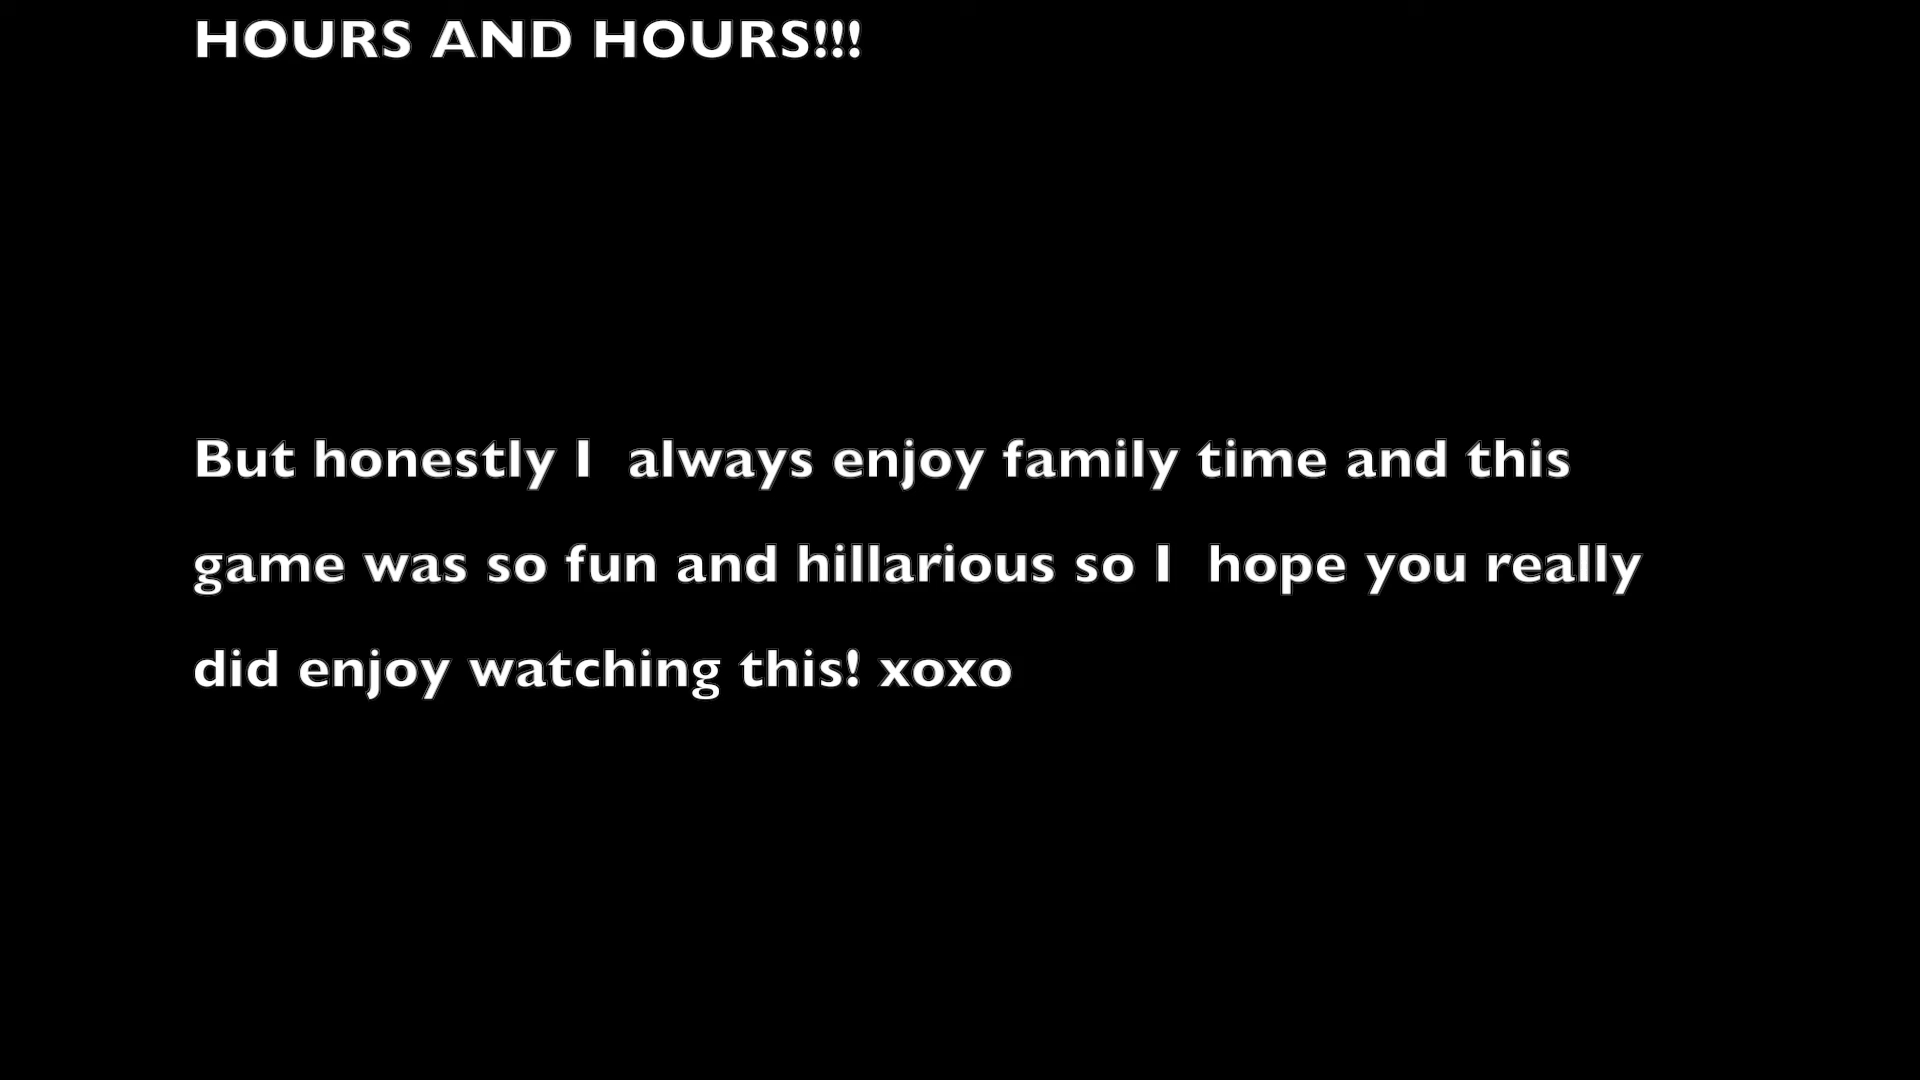 HOURS AND HOURS!!!
But honestly I  always enjoy family time and this
game was so fun and hillarious so I  hope you really
did enjoy watching this! xoxo